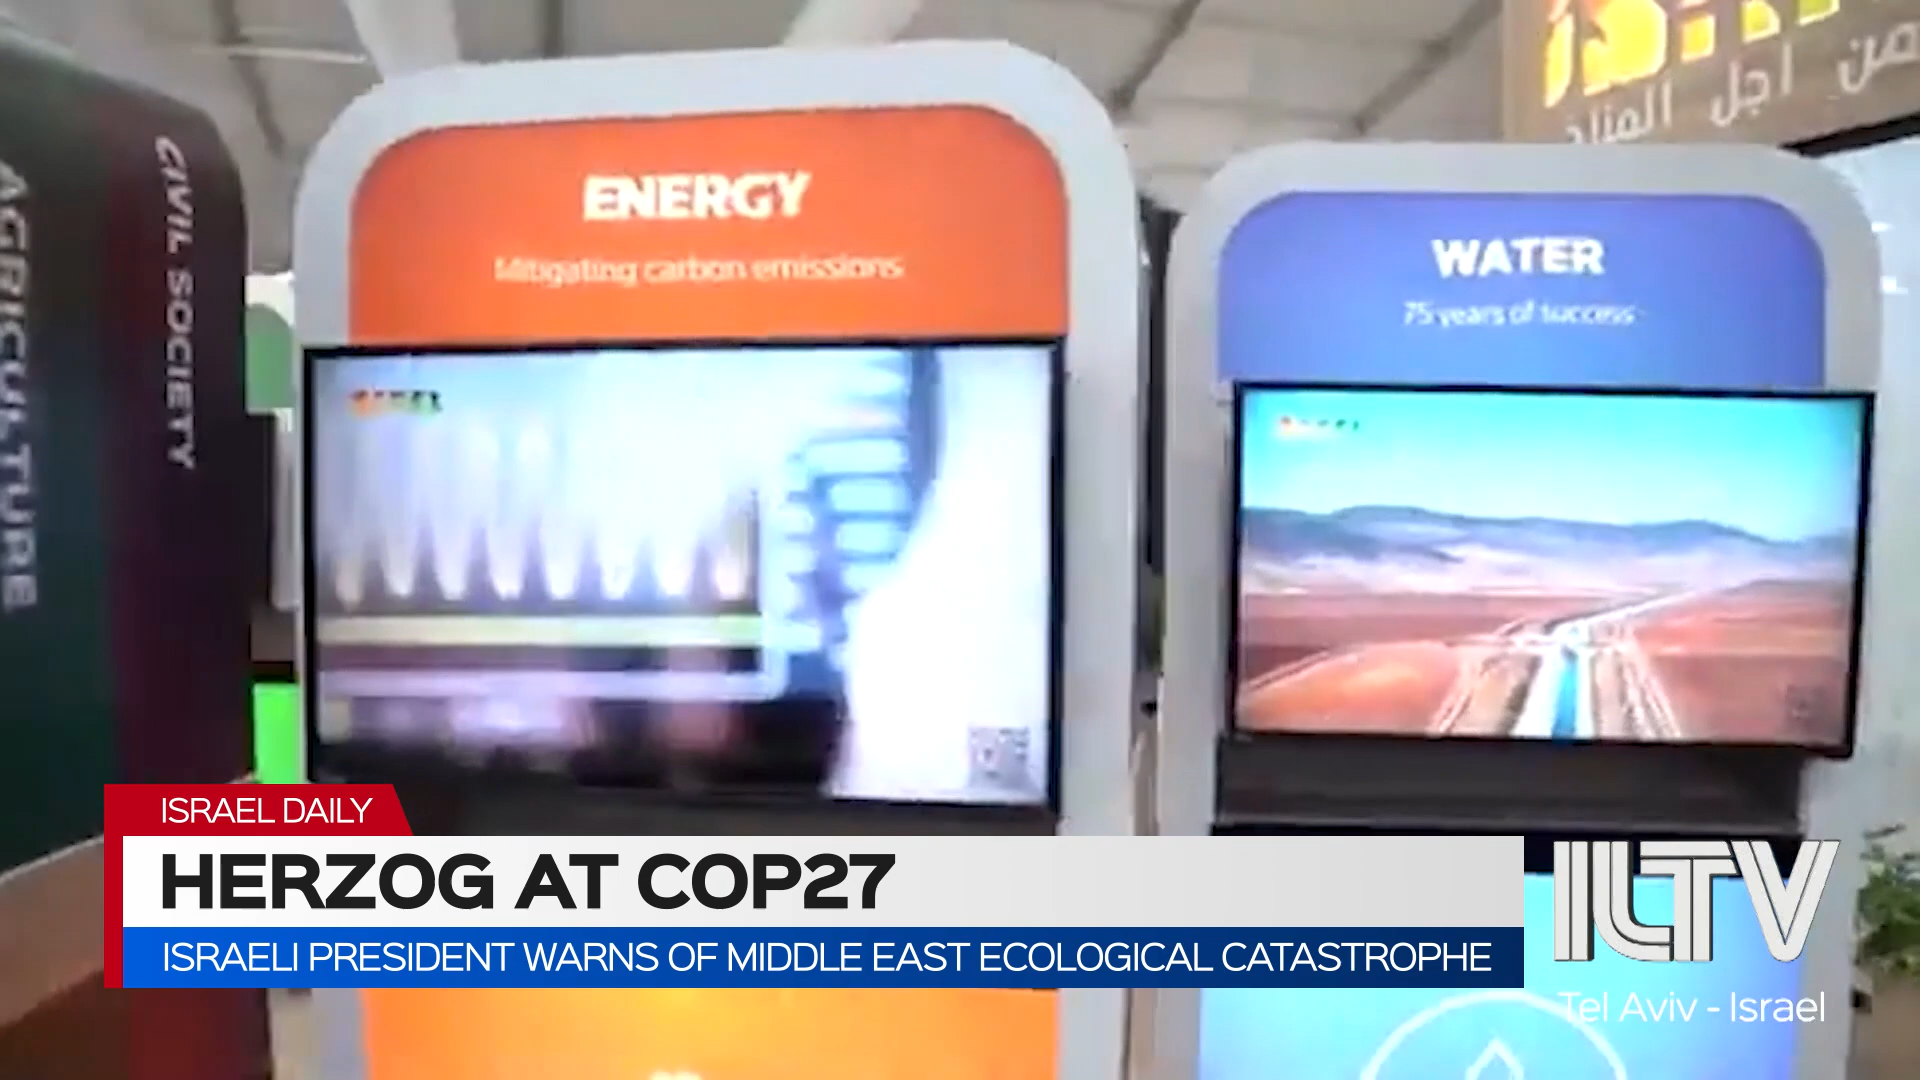 من اجل المناخ
CIVIL SOCIETY
AGRICULTURE
ENERGY
Mitigating carbon emissions
WATER
75 years of success
ISRAEL DAILY
HERZOG AT COP27
ISRAELI PRESIDENT WARNS OF MIDDLE EAST ECOLOGICAL CATASTROPHE
ILTV
Tel Aviv - Israel